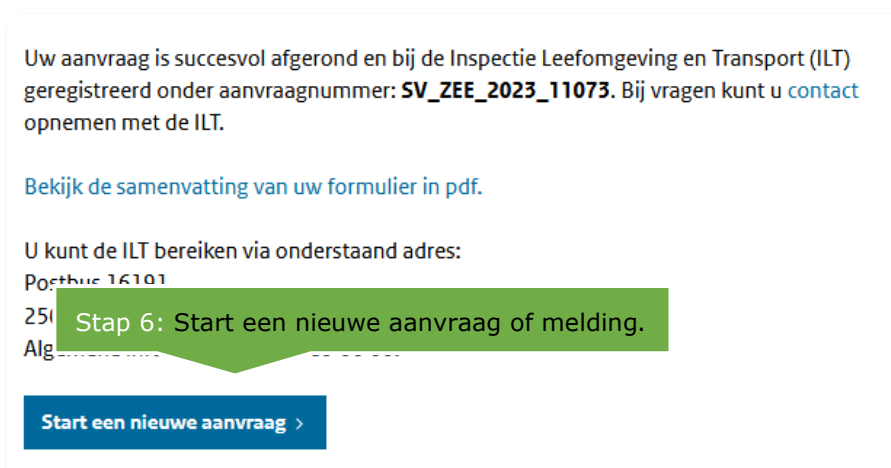 Uw aanvraag is succesvol afgerond en bij de Inspectie Leefomgeving en Transport (ILT)
geregistreerd onder aanvraagnummer: SV_ZEE_2023_11073. Bij vragen kunt u contact
opnemen met de ILT.
Bekijk de samenvatting van uw formulier in pdf.
U kunt de ILT bereiken via onderstaand adres:
Postbus 16191
Stap 6: Start een nieuwe aanvraag of melding.
Start een nieuwe aanvraag >